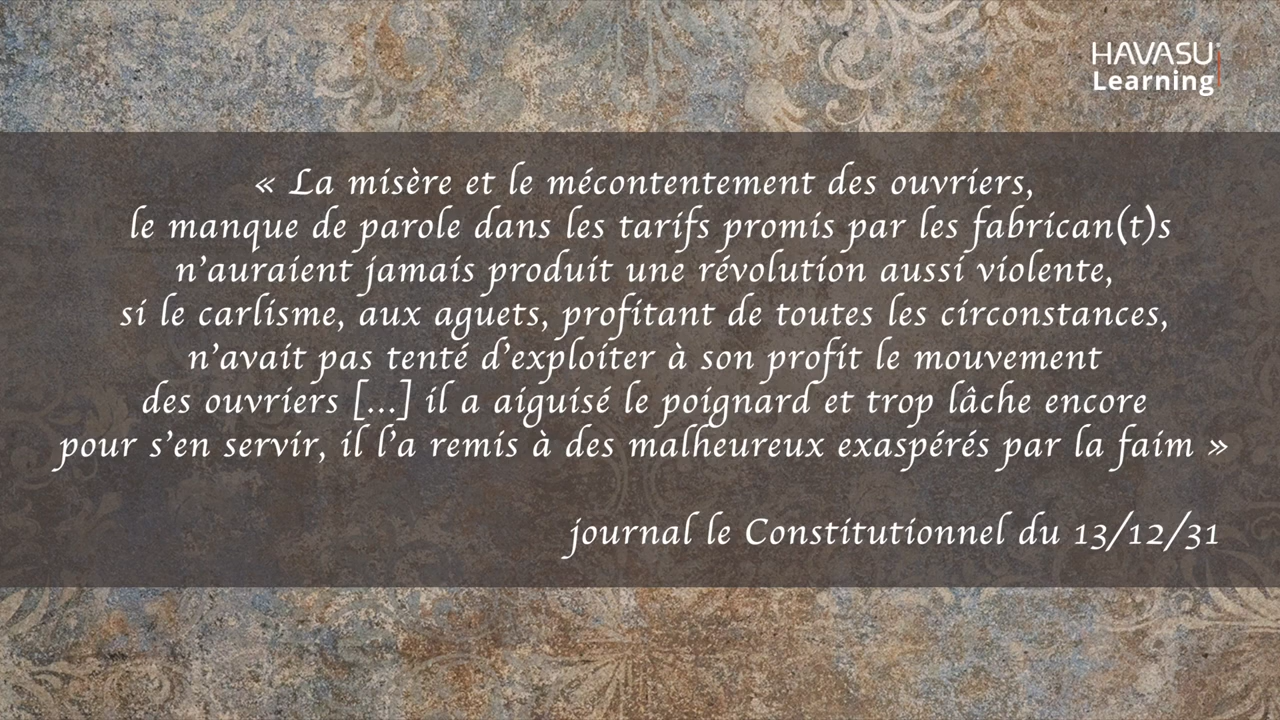 HAVASU
Learning
« La misère et le mécontentement des ouvriers,
le manque de parole dans les tarifs promis par les fabrican(t)s
n'auraient jamais produit une révolution aussi violente,
si le carlisme, aux aguets, profitant de toutes les circonstances,
n'avait pas tenté d'exploiter à son profit le mouvement
des ouvriers [...] il a aiguisé le poignard et trop lâche encore
pour s'en servir, il l'a remis à des malheureux exaspérés par la faim »
journal le Constitutionnel du 13/12/31